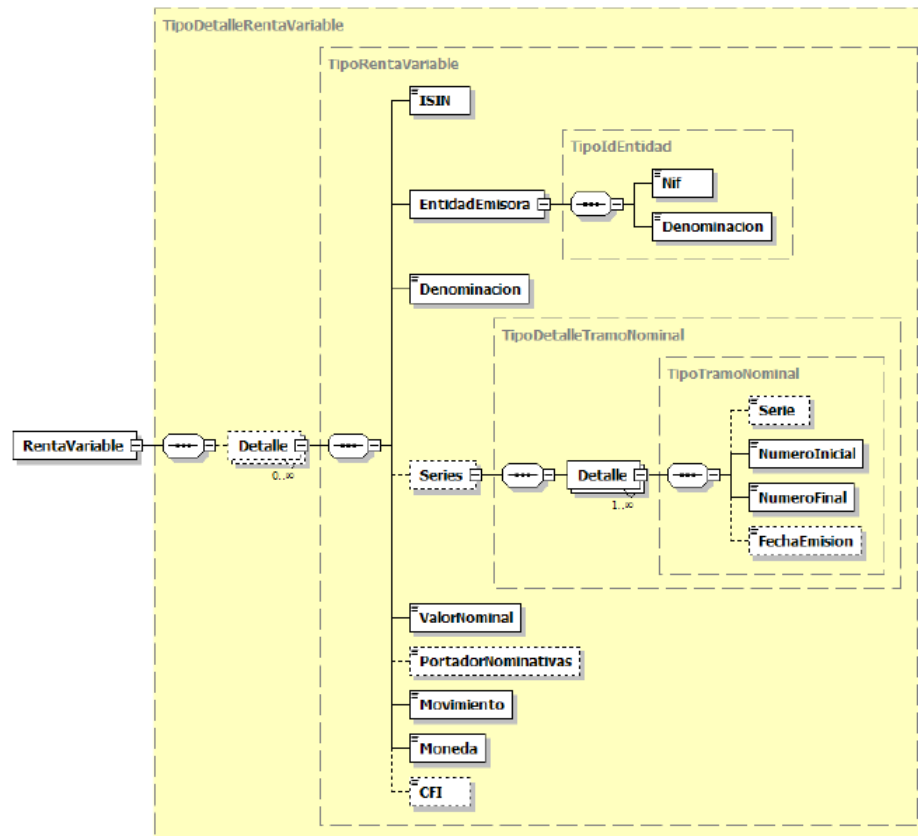 TipoDetalleRentaVariable
TipoRentaVariable
ISIN
TipoIdEntidad
Nif
EntidadEmisora
Denominacion
Denominacion
TipoDetalleTramoNominal
TipoTramoNominal
Serie
RentaVariable
Detalle
0..∞
Series
Detalle
1..∞
NumeroInicial
NumeroFinal
FechaEmision
ValorNominal
PortadorNominativas
Movimiento
Moneda
CFI